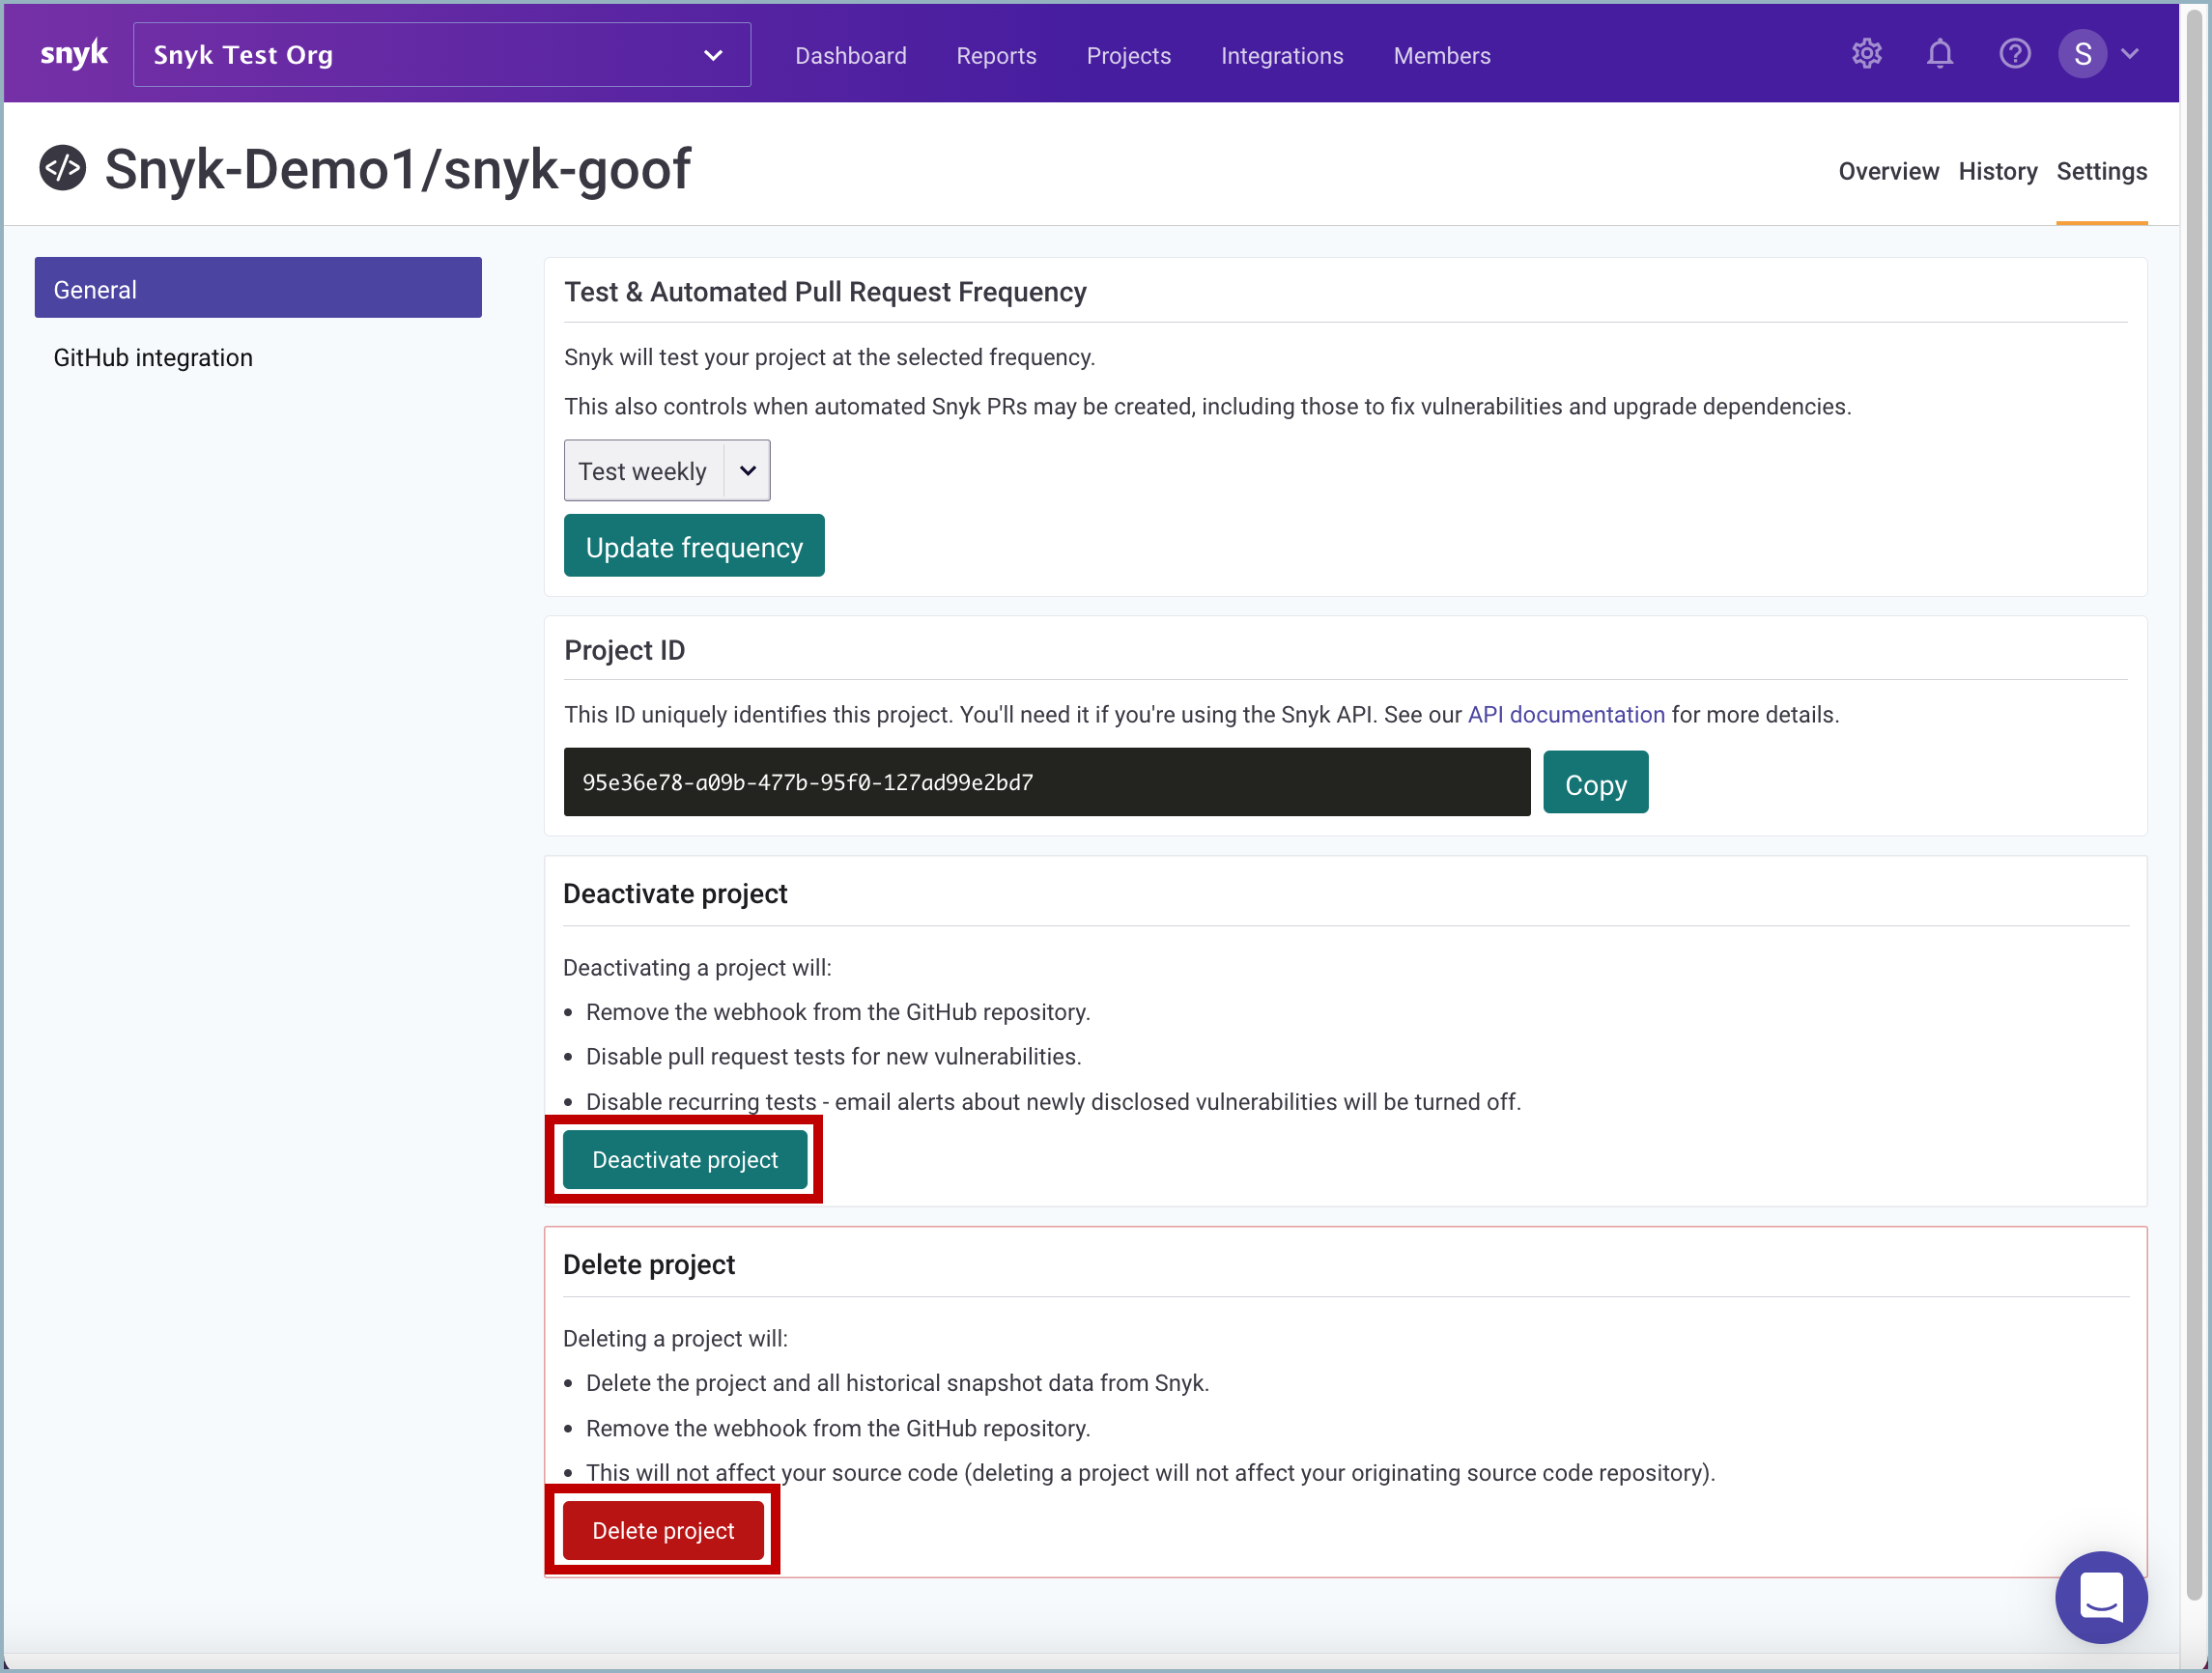 snyk
Snyk Test Org
Dashboard
Reports
Projects
Integrations
Members
?
S
</> Snyk-Demo1/snyk-goof
Overview
History
Settings
General
GitHub integration
Test & Automated Pull Request Frequency
Snyk will test your project at the selected frequency.
This also controls when automated Snyk PRs may be created, including those to fix vulnerabilities and upgrade dependencies.
Test weekly
Update frequency
Project ID
This ID uniquely identifies this project. You'll need it if you're using the Snyk API. See our API documentation for more details.
95e36e78-a09b-477b-95f0-127ad99e2bd7
Copy
Deactivate project
Deactivating a project will:
• Remove the webhook from the GitHub repository.
• Disable pull request tests for new vulnerabilities.
• Disable recurring tests - email alerts about newly disclosed vulnerabilities will be turned off.
Deactivate project
Delete project
Deleting a project will:
• Delete the project and all historical snapshot data from Snyk.
• Remove the webhook from the GitHub repository.
• This will not affect your source code (deleting a project will not affect your originating source code repository).
Delete project